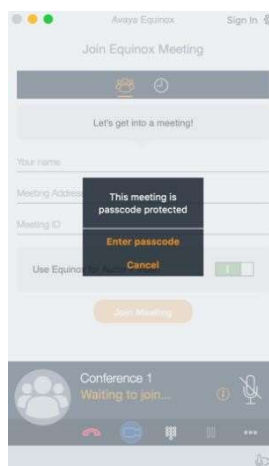 Avaya Equinox
Sign In
Join Equinox Meeting
Let's get into a meeting!
Your name
Meeting Address
Meeting ID
This meeting is
passcode protected
Enter passcode
Cancel
Use Equinox for
Join Meeting
Conference 1
Waiting to join...